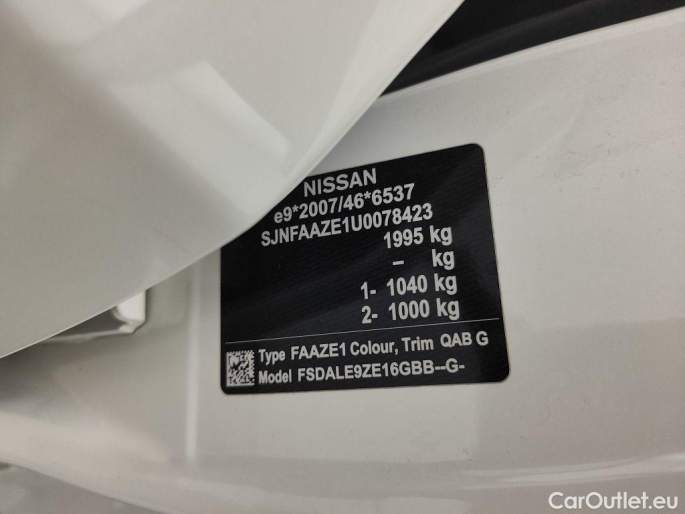 NISSAN
e9*2007/46*6537
SJNFAAZE1U0078423
1995 kg
– kg
1- 1040 kg
2- 1000 kg
Type FAAZE1 Colour, Trim QAB G
Model FSDALE9ZE16GBB--G-
CarOutlet.eu